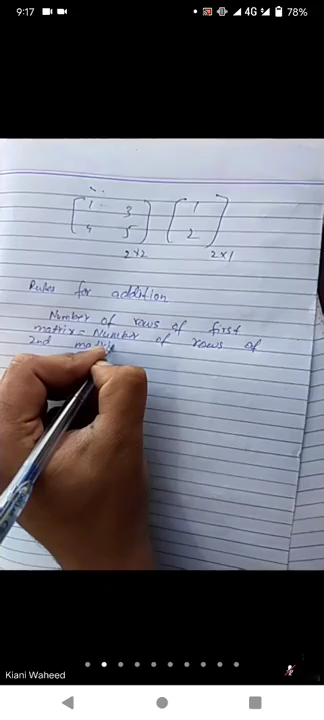 9:17
4G
78%
1 3
4 5
2×2
1
2
2×1
Rules for addition
Number of rows of first
matrix = Number of rows of
2nd matrix
Kiani Waheed